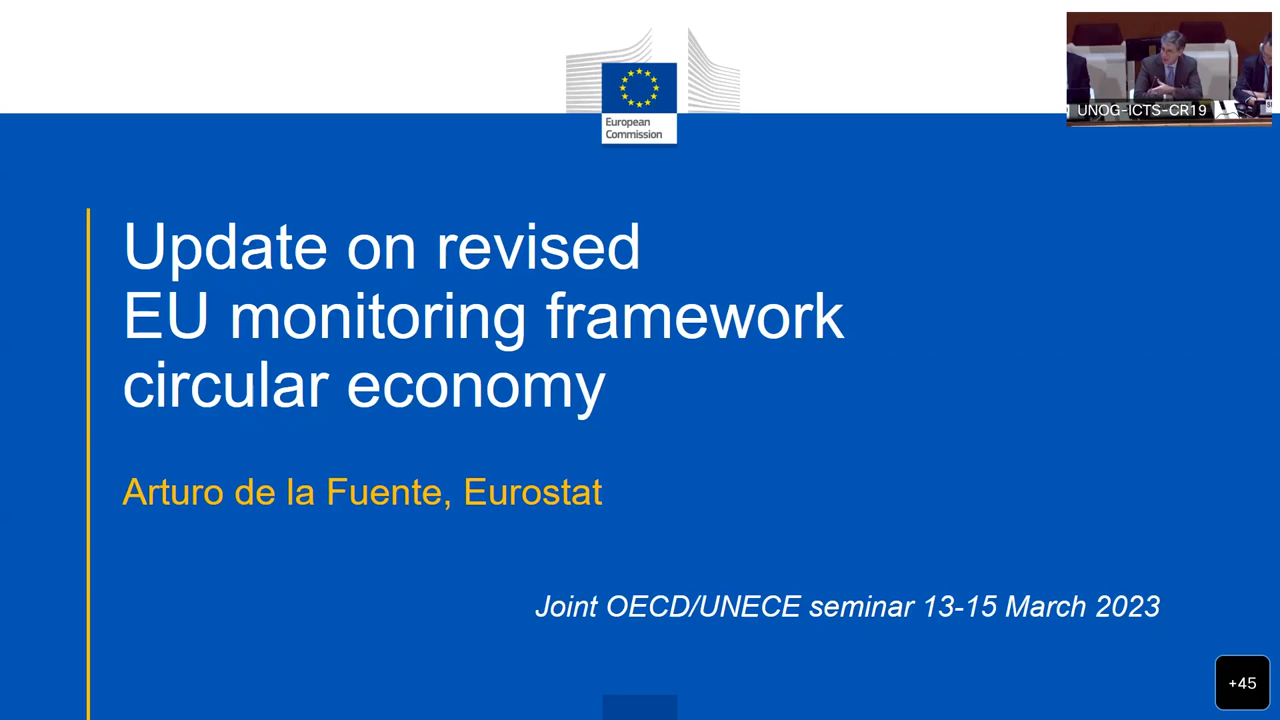 European
Commission
UNOG-ICTS-CR19
Update on revised
EU monitoring framework
circular economy
Arturo de la Fuente, Eurostat
Joint OECD/UNECE seminar 13-15 March 2023
+45